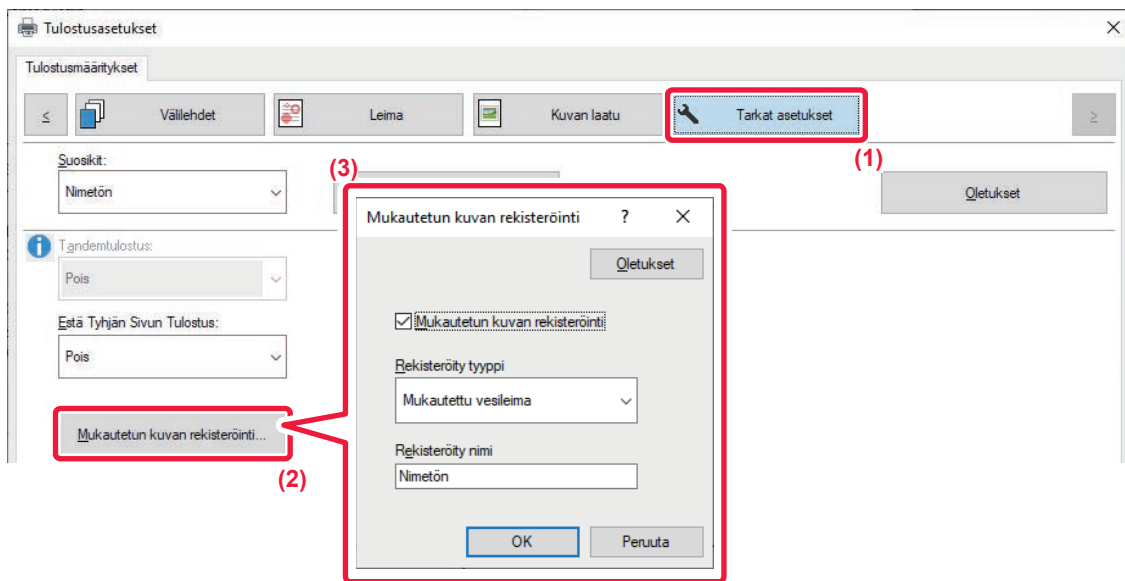 Tulostusasetukset
Tulostusmääritykset
<
Välilehdet
Leima
Kuvan laatu
Tarkat asetukset
>
(1)
Suosikit:
Nimetön
(3)
Oletukset
Mukautetun kuvan rekisteröinti ?
Oletukset
Tandemtulostus:
Pois
Mukautetun kuvan rekisteröinti
Estä Tyhjän Sivun Tulostus:
Pois
Rekisteröity tyyppi
Mukautettu vesileima
Mukautetun kuvan rekisteröinti...
(2)
Rekisteröity nimi
Nimetön
OK
Peruuta